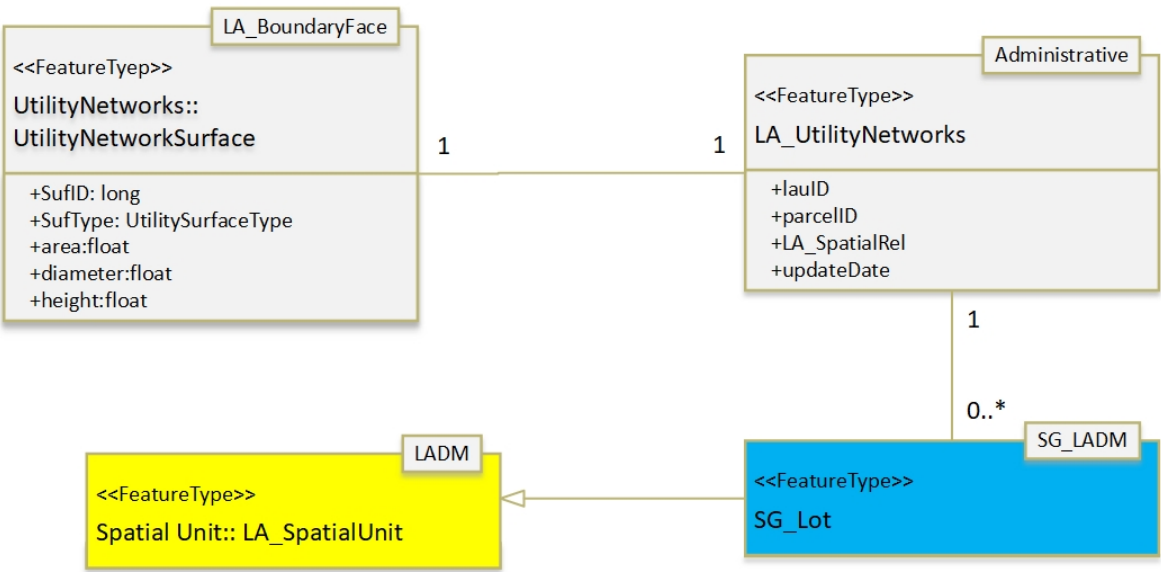 LA_BoundaryFace
<<FeatureTyep>>
UtilityNetworks::
UtilityNetworkSurface
+SufID: long
+SufType: UtilitySurfaceType
+area:float
+diameter:float
+height:float
1
1
Administrative
<<FeatureType>>
LA_UtilityNetworks
+lauID
+parcelID
+LA_SpatialRel
+updateDate
1
0..*
LADM
<<FeatureType>>
Spatial Unit:: LA_SpatialUnit
SG_LADM
<<FeatureType>>
SG_Lot